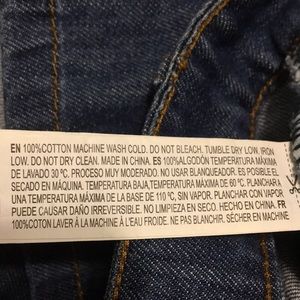 EN 100%COTTON MACHINE WASH COLD. DO NOT BLEACH. TUMBLE DRY LOW. IRON
LOW. DO NOT DRY CLEAN. MADE IN CHINA. ES 100%ALGODÓN TEMPERATURA MÁXIMA
DE LAVADO 30 ºC. PROCESO MUY MODERADO. NO USAR BLANQUEADOR. ES POSIBLE EL
SECADO EN MÁQUINA. TEMPERATURA BAJA,TEMPERATURA MÁXIMA DE 60 ºC. PLANCHAR A
UNA TEMPERATURA MÁXIMA DE LA BASE DE 110 ºC, SIN VAPOR. PLANCHAR CON VAPOR
PUEDE CAUSAR DAÑO IRREVERSIBLE. NO LIMPIEZA EN SECO. HECHO EN CHINA. FR
100%COTON LAVER À LA MACHINE À L'EAU FROIDE. NE PAS BLANCHIR. SÉCHER EN MACHINE